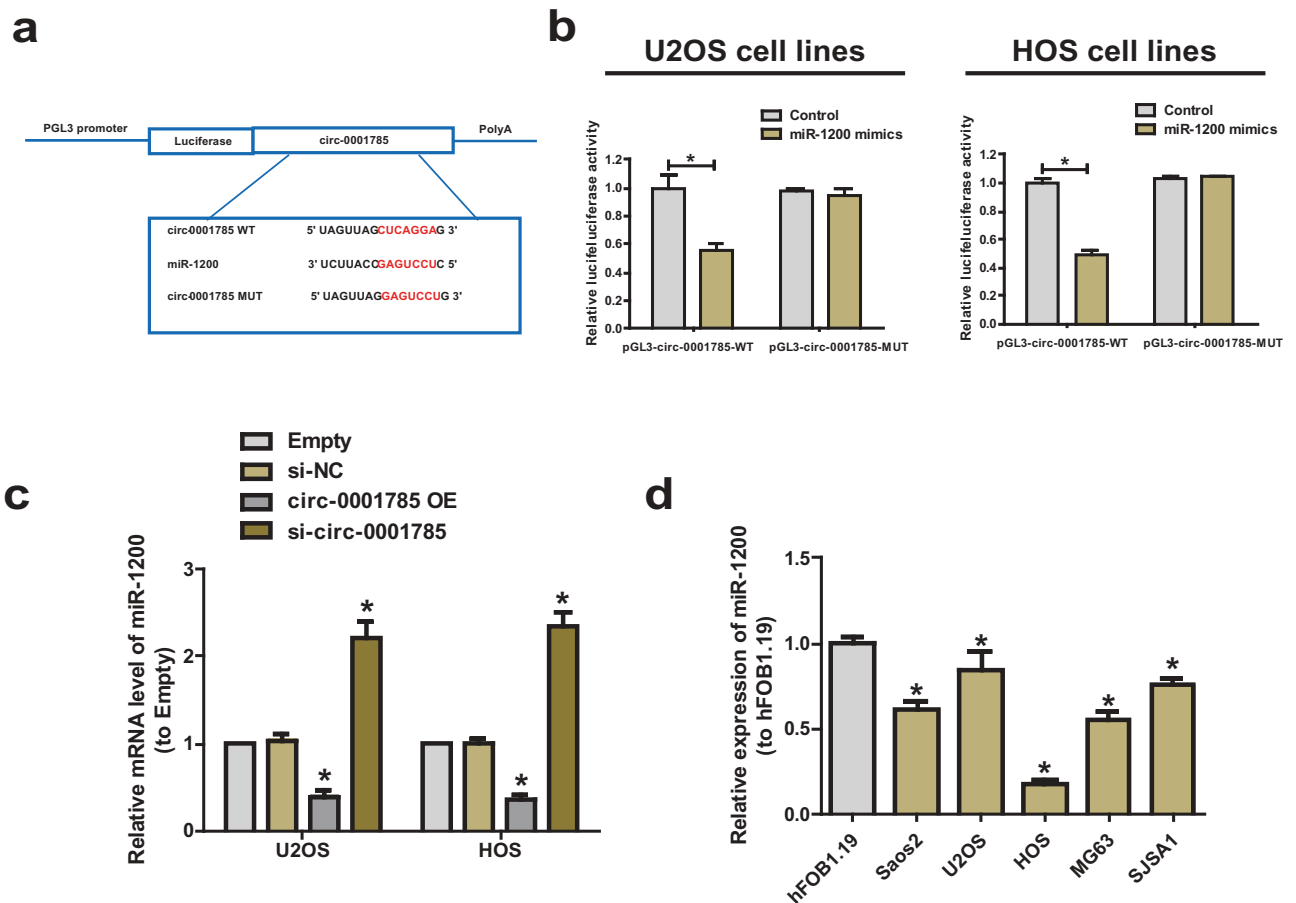 a
PGL3 promoter
Luciferase
circ-0001785
PolyA
circ-0001785 WT 5' UAGUUAGCUCAGGAG 3'
miR-1200 3' UCUUACCGAGUCCUC 5'
circ-0001785 MUT 5' UAGUUAGGAGUCCUG 3'
b
U2OS cell lines
Control
miR-1200 mimics
Relative lucifeluciferase activity
1.2
1.0
0.8
0.6
0.4
0.2
0.0
*
pGL3-circ-0001785-WT pGL3-circ-0001785-MUT
HOS cell lines
Control
miR-1200 mimics
Relative lucifeluciferase activity
1.2
1.0
0.8
0.6
0.4
0.2
0.0
*
pGL3-circ-0001785-WT pGL3-circ-0001785-MUT
c
Empty
si-NC
circ-0001785 OE
si-circ-0001785
Relative mRNA level of miR-1200
(to Empty)
3
2
1
0
* * * *
U2OS HOS
d
Relative expression of miR-1200
(to hFOB1.19)
1.5
1.0
0.5
0.0
* * * * *
hFOB1.19 Saos2 U2OS HOS MG63 SJSA1